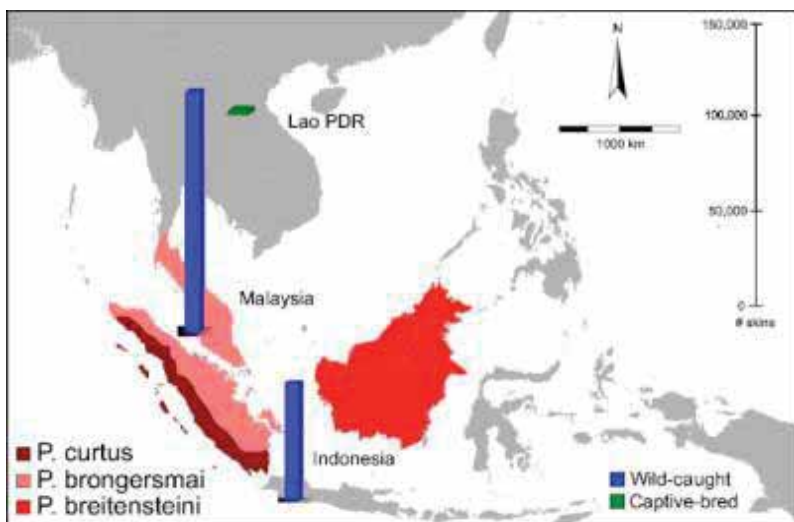 150,000
N
Lao PDR
100,000
1000 km
50,000
Malaysia
0
# skins
P. curtus
P. brongersmai
P. breitensteini
Indonesia
Wild-caught
Captive-bred